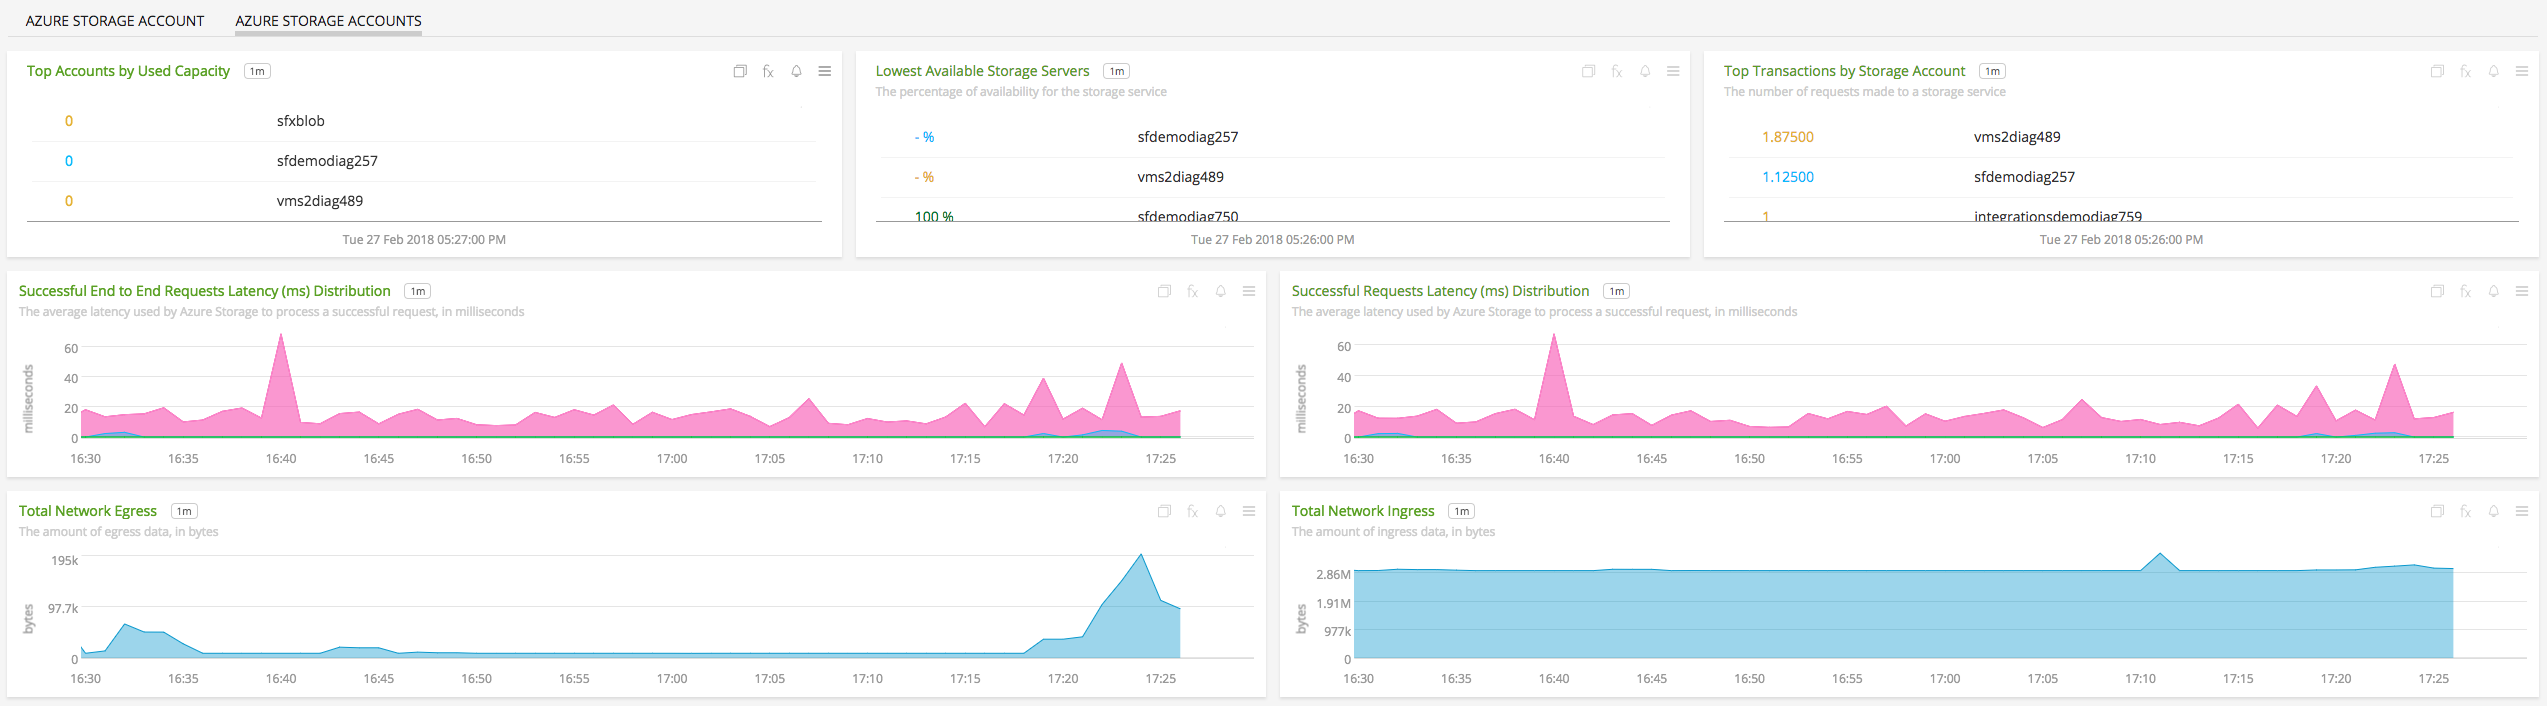 AZURE STORAGE ACCOUNT AZURE STORAGE ACCOUNTS
Top Accounts by Used Capacity 1m fx
0 sfxblob
0 sfdemodiag257
0 vms2diag489
Tue 27 Feb 2018 05:27:00 PM
Lowest Available Storage Servers 1m fx
The percentage of availability for the storage service
- % sfdemodiag257
- % vms2diag489
100 % sfdemodiag750
Tue 27 Feb 2018 05:26:00 PM
Top Transactions by Storage Account 1m fx
The number of requests made to a storage service
1.87500 vms2diag489
1.12500 sfdemodiag257
1 integrationsdemodiag759
Tue 27 Feb 2018 05:26:00 PM
Successful End to End Requests Latency (ms) Distribution 1m fx
The average latency used by Azure Storage to process a successful request, in milliseconds
milliseconds
60
40
20
0
16:30 16:35 16:40 16:45 16:50 16:55 17:00 17:05 17:10 17:15 17:20 17:25
Successful Requests Latency (ms) Distribution 1m fx
The average latency used by Azure Storage to process a successful request, in milliseconds
milliseconds
60
40
20
0
16:30 16:35 16:40 16:45 16:50 16:55 17:00 17:05 17:10 17:15 17:20 17:25
Total Network Egress 1m fx
The amount of egress data, in bytes
bytes
195k
97.7k
0
16:30 16:35 16:40 16:45 16:50 16:55 17:00 17:05 17:10 17:15 17:20 17:25
Total Network Ingress 1m fx
The amount of ingress data, in bytes
bytes
2.86M
1.91M
977k
0
16:30 16:35 16:40 16:45 16:50 16:55 17:00 17:05 17:10 17:15 17:20 17:25